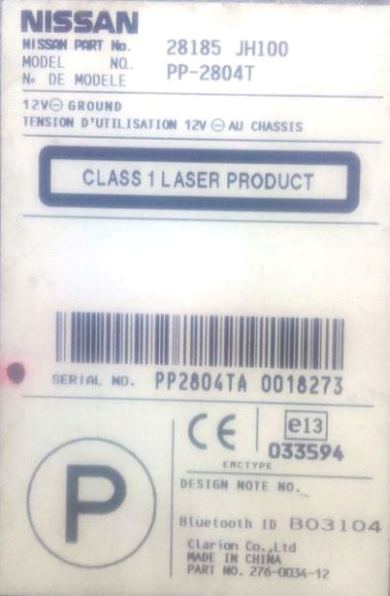 NISSAN
NISSAN PART No. 28185 JH100
MODEL NO. PP-2804T
No DE MODELE
12V⊖ GROUND
TENSION D'UTILISATION 12V ⊖ AU CHASSIS
CLASS 1 LASER PRODUCT
SERIAL NO. PP2804TA 0018273
CE e13
033594
EMCTYPE
P
DESIGN NOTE NO._
Bluetooth ID B03104
Clarion Co.,Ltd
MADE IN CHINA
PART NO. 276-0034-12